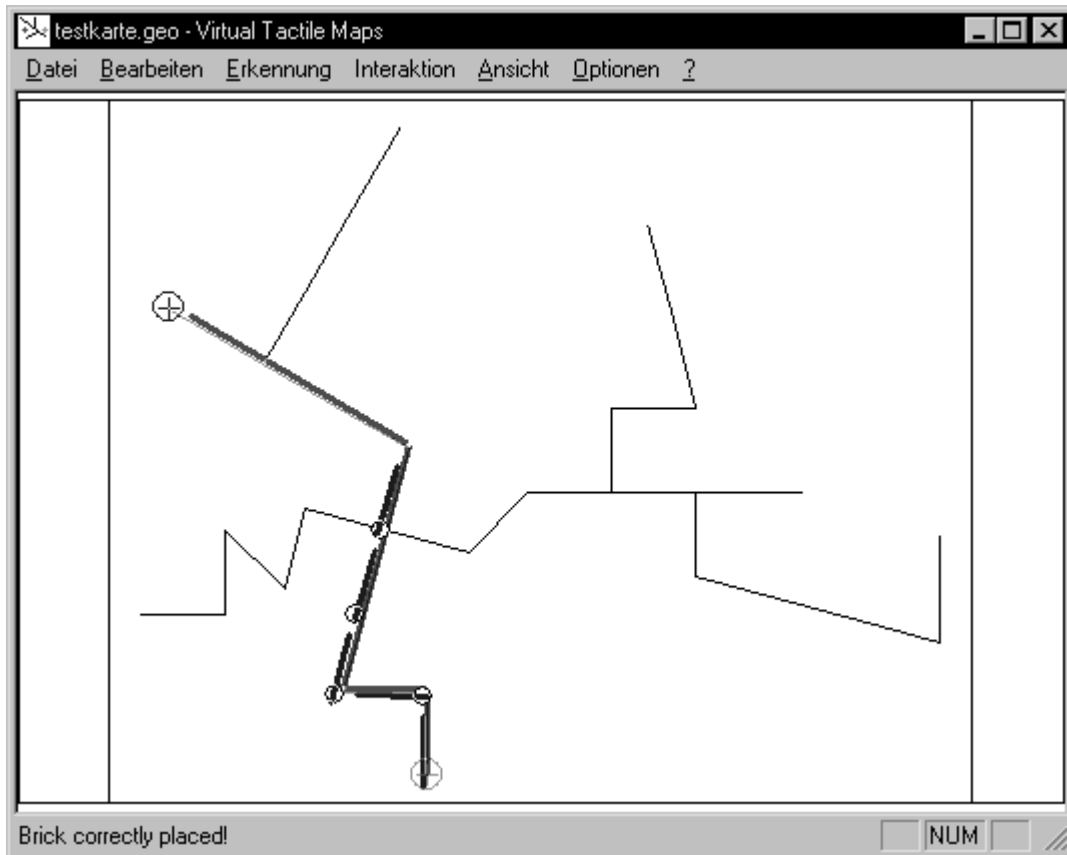 testkarte.geo - Virtual Tactile Maps
Datei Bearbeiten Erkennung Interaktion Ansicht Optionen ?
Brick correctly placed! NUM